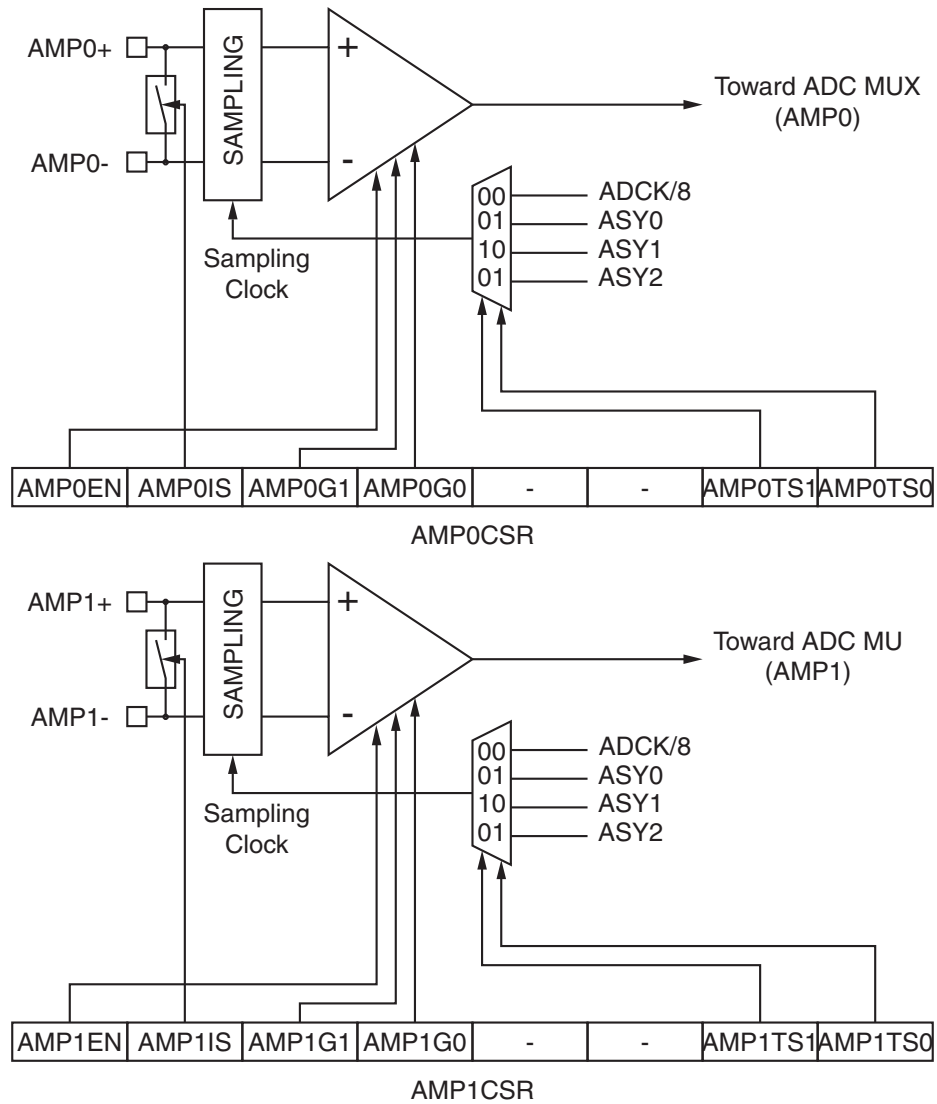 AMP0+
SAMPLING
+
Toward ADC MUX
(AMP0)
AMP0-
-
00
ADCK/8
01
ASY0
10
ASY1
01
ASY2
Sampling
Clock
AMP0EN AMP0IS AMP0G1 AMP0G0 - - AMP0TS1 AMP0TS0
AMP0CSR
AMP1+
SAMPLING
+
Toward ADC MU
(AMP1)
AMP1-
-
00
ADCK/8
01
ASY0
10
ASY1
01
ASY2
Sampling
Clock
AMP1EN AMP1IS AMP1G1 AMP1G0 - - AMP1TS1 AMP1TS0
AMP1CSR